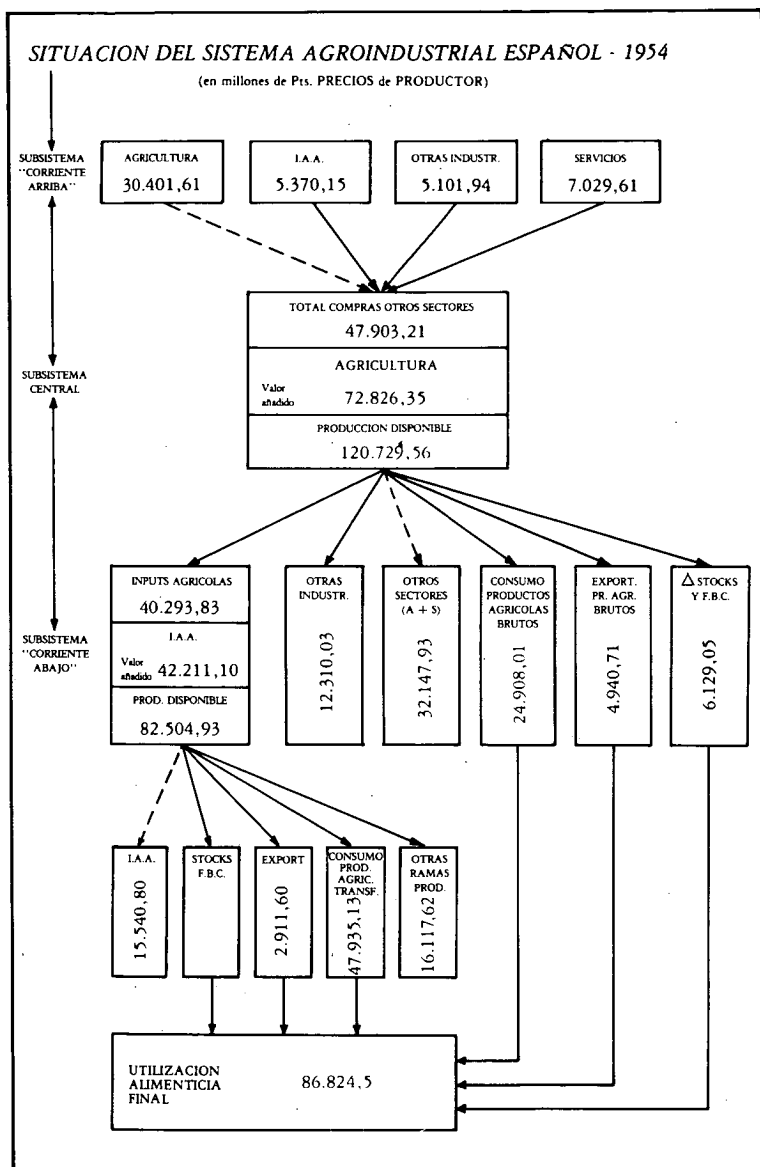 SITUACION DEL SISTEMA AGROINDUSTRIAL ESPAÑOL - 1954
(en millones de Pts. PRECIOS de PRODUCTOR)
SUBSISTEMA
"CORRIENTE
ARRIBA"
AGRICULTURA
30.401,61
I.A.A.
5.370,15
OTRAS INDUSTR.
5.101,94
SERVICIOS
7.029,61
TOTAL COMPRAS OTROS SECTORES
47.903,21
SUBSISTEMA
CENTRAL
AGRICULTURA
Valor
añadido
72.826,35
PRODUCCION DISPONIBLE
120.729,56
SUBSISTEMA
"CORRIENTE
ABAJO"
INPUTS AGRICOLAS
40.293,83
I.A.A.
Valor
añadido
42.211,10
PROD. DISPONIBLE
82.504,93
OTRAS
INDUSTR.
12.310,03
OTROS
SECTORES
(A + S)
32.147,93
CONSUMO
PRODUCTOS
AGRICOLAS
BRUTOS
24.908,01
EXPORT.
PR. AGR.
BRUTOS
4.940,71
Δ STOCKS
Y F.B.C.
6.129,05
I.A.A.
15.540,80
STOCKS
F.B.C.
EXPORT
2.911,60
CONSUMO
PROD.
AGRIC.
TRANSF.
47.935,13
OTRAS
RAMAS
PROD.
16.117,62
UTILIZACION
ALIMENTICIA
FINAL
86.824,5